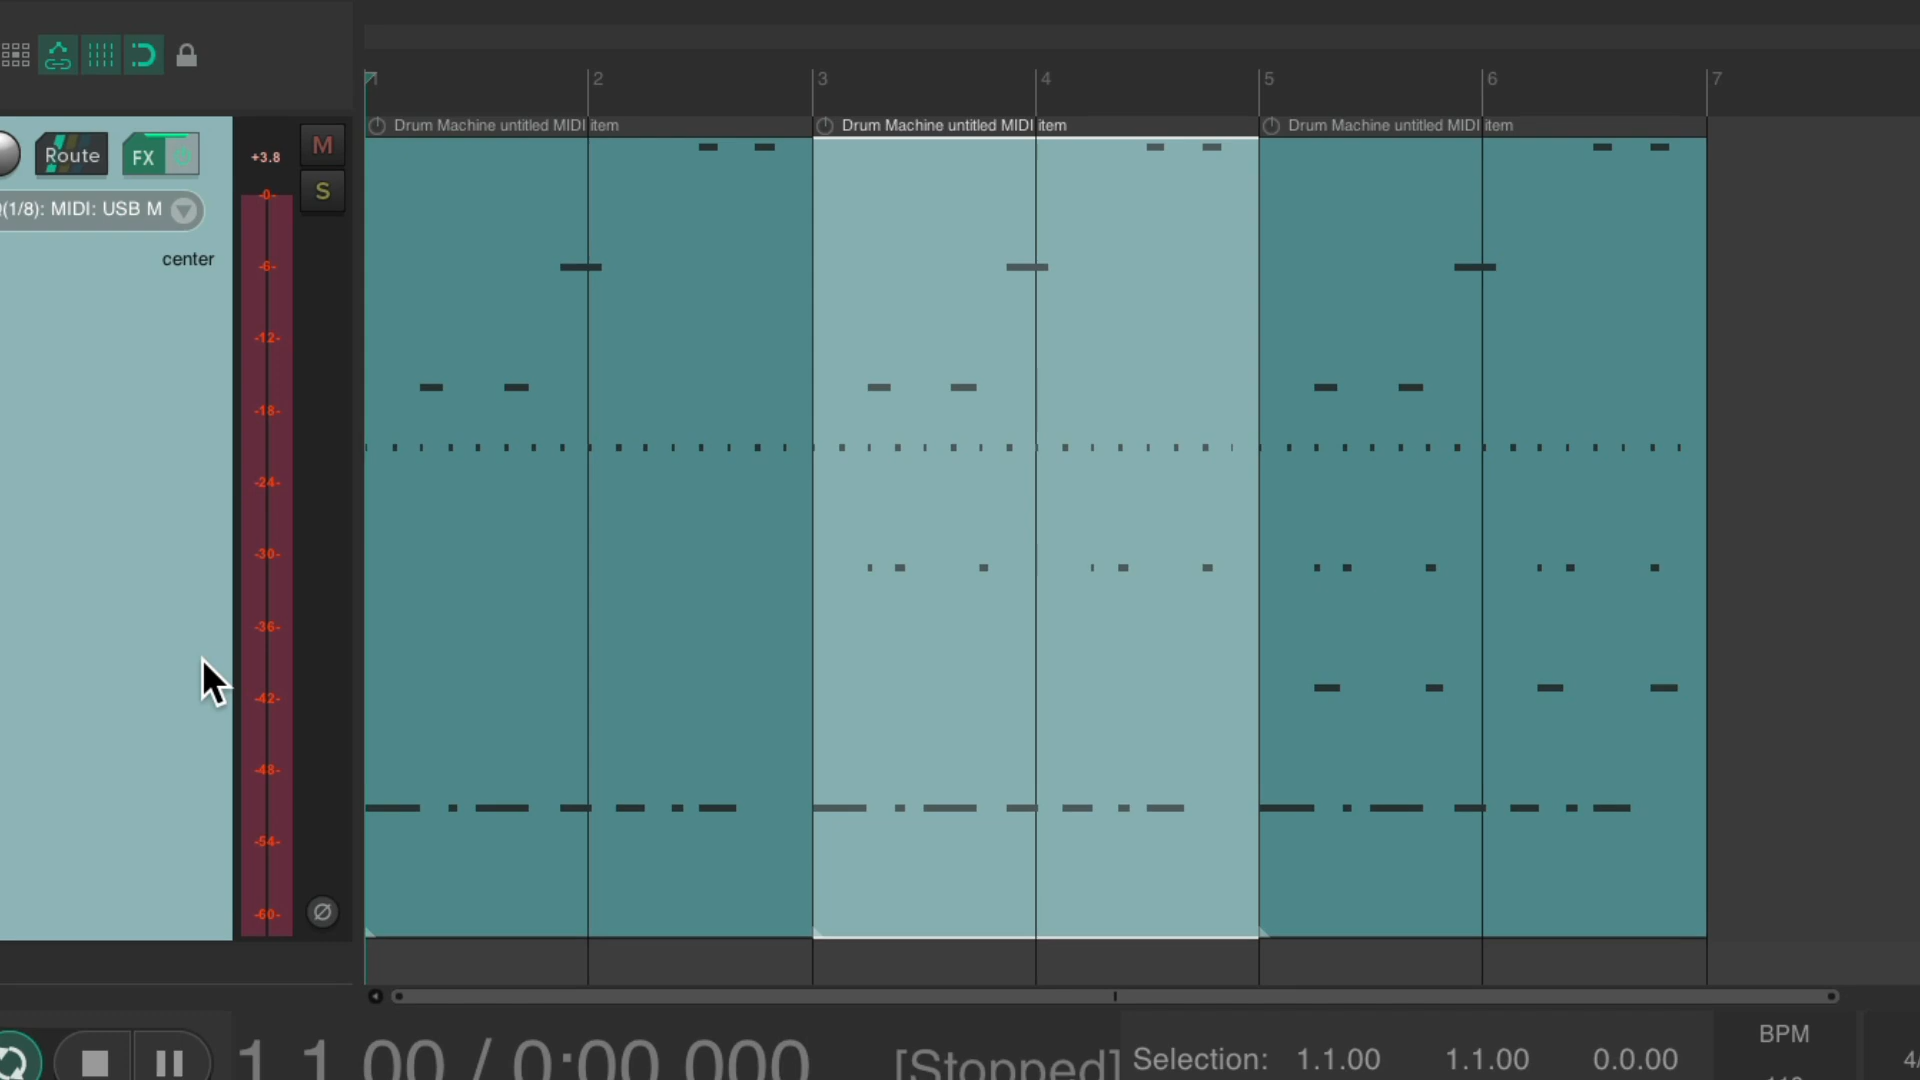 1 2 3 4 5 6 7
Drum Machine untitled MIDI item Drum Machine untitled MIDI item Drum Machine untitled MIDI item
Route FX +3.8 M
-0- S
(1/8): MIDI: USB M
center
-6-
-12-
-18-
-24-
-30-
-36-
-42-
-48-
-54-
-60-
1.1.00 / 0:00.000 [Stopped] Selection: 1.1.00 1.1.00 0.0.00 BPM
4/